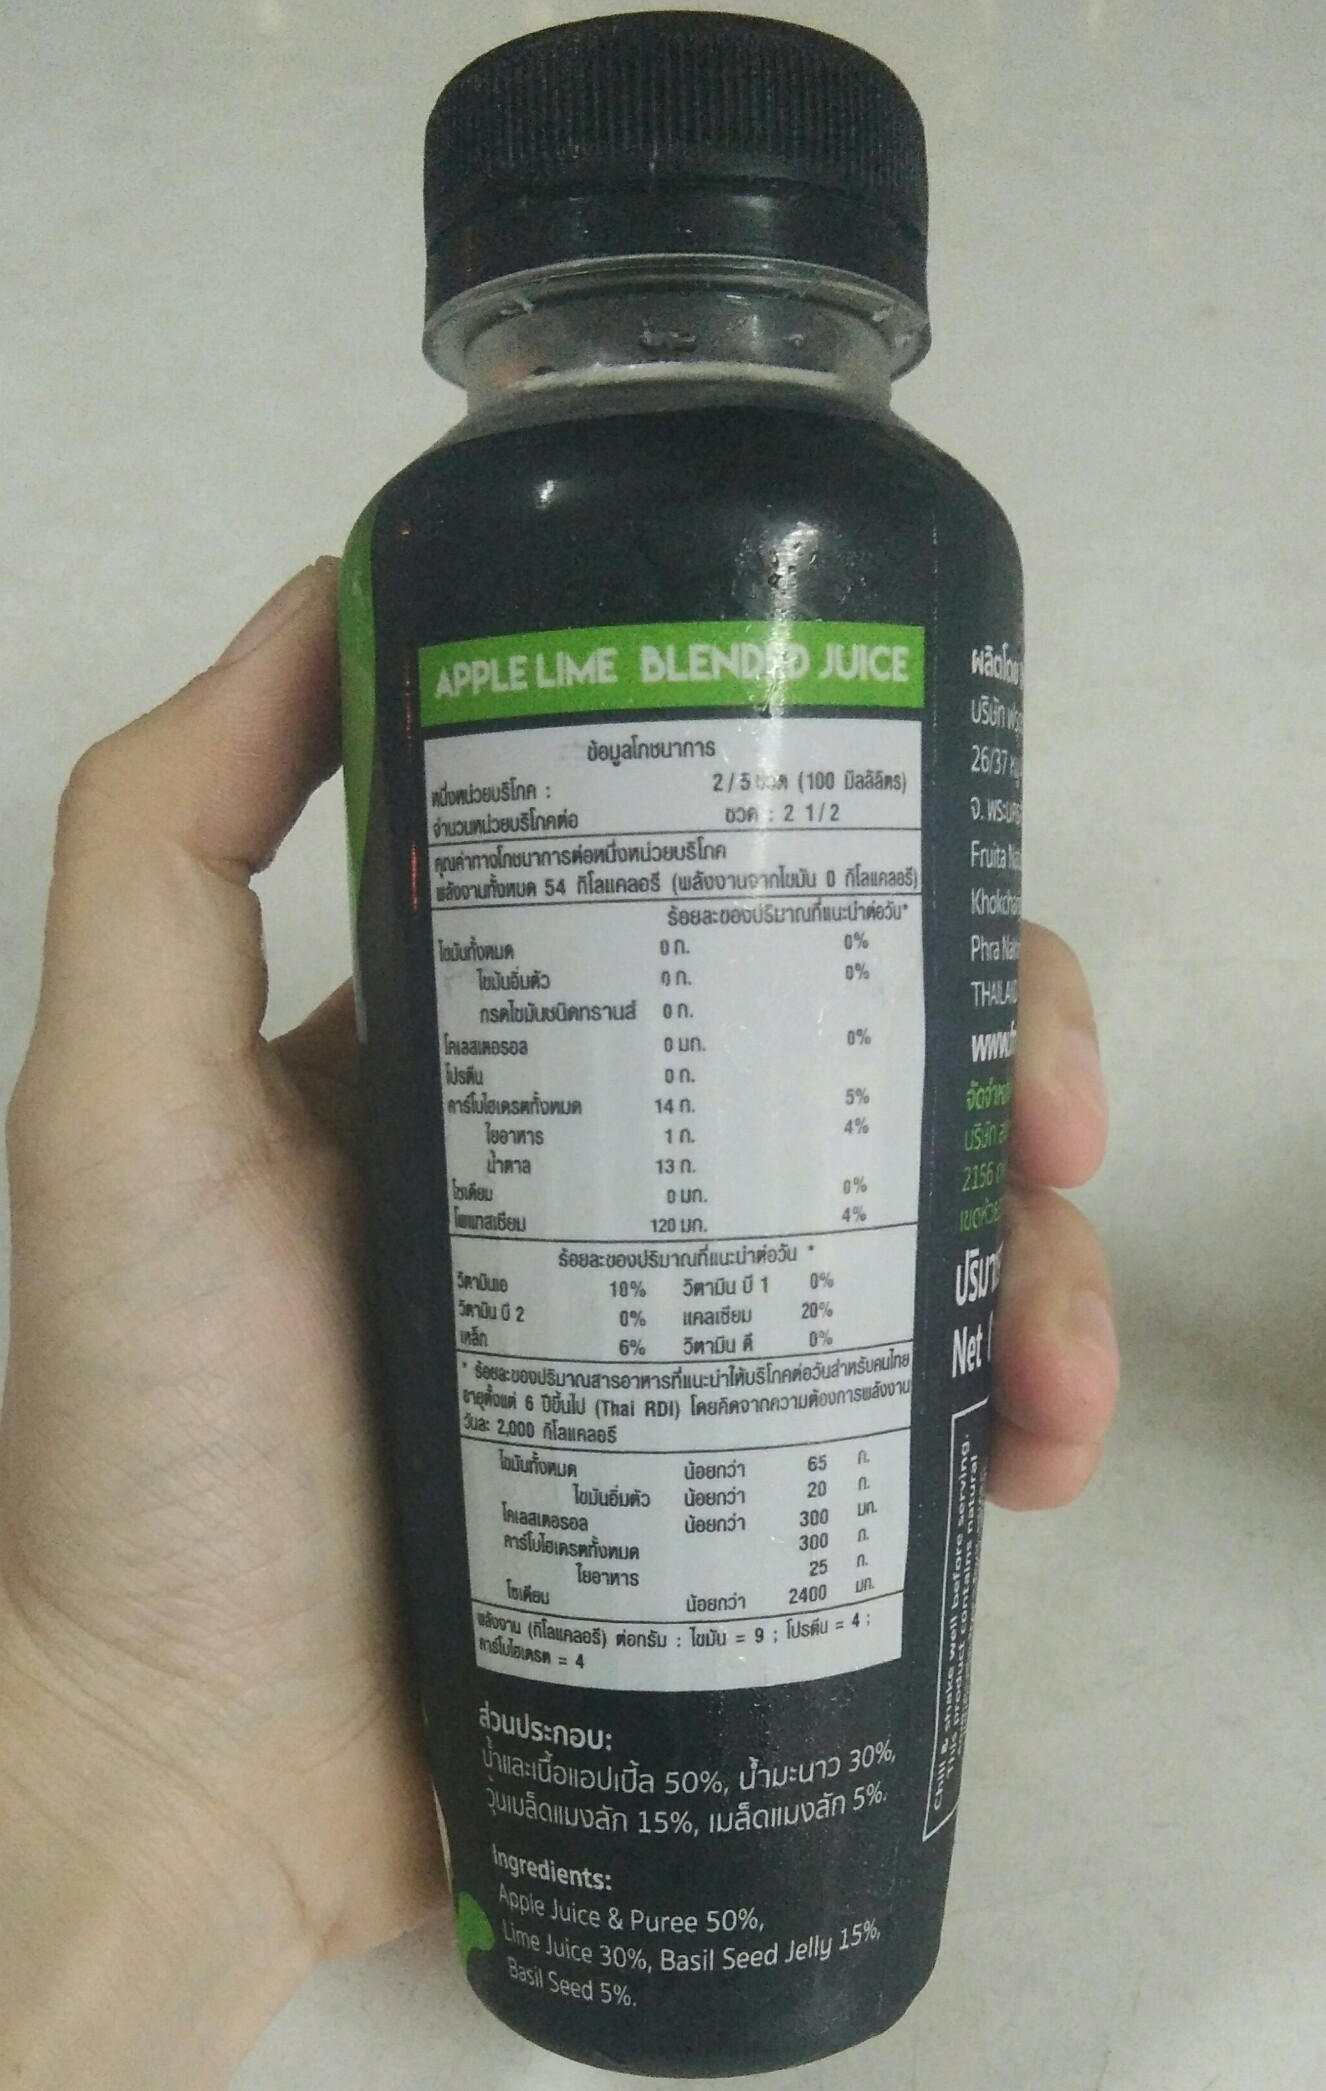 APPLE LIME BLENDED JUICE
ข้อมูลโภชนาการ
หนึ่งหน่วยบริโภค : 2 / 5 ขวด (100 มิลลิลิตร)
จำนวนหน่วยบริโภคต่อ ขวด : 2 1/2
คุณค่าทางโภชนาการต่อหนึ่งหน่วยบริโภค
พลังงานทั้งหมด 54 กิโลแคลอรี (พลังงานจากไขมัน 0 กิโลแคลอรี)
ร้อยละของปริมาณที่แนะนำต่อวัน*
ไขมันทั้งหมด 0 ก. 0%
ไขมันอิ่มตัว 0 ก. 0%
กรดไขมันชนิดทรานส์ 0 ก.
โคเลสเตอรอล 0 มก. 0%
โปรตีน 0 ก.
คาร์โบไฮเดรตทั้งหมด 14 ก. 5%
ใยอาหาร 1 ก. 4%
น้ำตาล 13 ก.
โซเดียม 0 มก. 0%
โพแทสเซียม 120 มก. 4%
ร้อยละของปริมาณที่แนะนำต่อวัน *
วิตามินเอ 10% วิตามิน บี 1 0%
วิตามิน บี 2 0% แคลเซียม 20%
เหล็ก 6% วิตามิน ดี 0%
* ร้อยละของปริมาณสารอาหารที่แนะนำให้บริโภคต่อวันสำหรับคนไทย
อายุตั้งแต่ 6 ปีขึ้นไป (Thai RDI) โดยคิดจากความต้องการพลังงาน
วันละ 2,000 กิโลแคลอรี
ไขมันทั้งหมด น้อยกว่า 65 ก.
ไขมันอิ่มตัว น้อยกว่า 20 ก.
โคเลสเตอรอล น้อยกว่า 300 มก.
คาร์โบไฮเดรตทั้งหมด 300 ก.
ใยอาหาร 25 ก.
โซเดียม น้อยกว่า 2400 มก.
พลังงาน (กิโลแคลอรี) ต่อกรัม : ไขมัน = 9 ; โปรตีน = 4 ;
คาร์โบไฮเดรต = 4
ส่วนประกอบ:
น้ำและเนื้อแอปเปิ้ล 50%, น้ำมะนาว 30%,
วุ้นเมล็ดแมงลัก 15%, เมล็ดแมงลัก 5%.
Ingredients:
Apple Juice & Puree 50%,
Lime Juice 30%, Basil Seed Jelly 15%,
Basil Seed 5%.
ผลิตโดย
บริษัท
26/37
จ.
Fruita
Phra
Net
Chill & shake well before serving.
This product contains natural